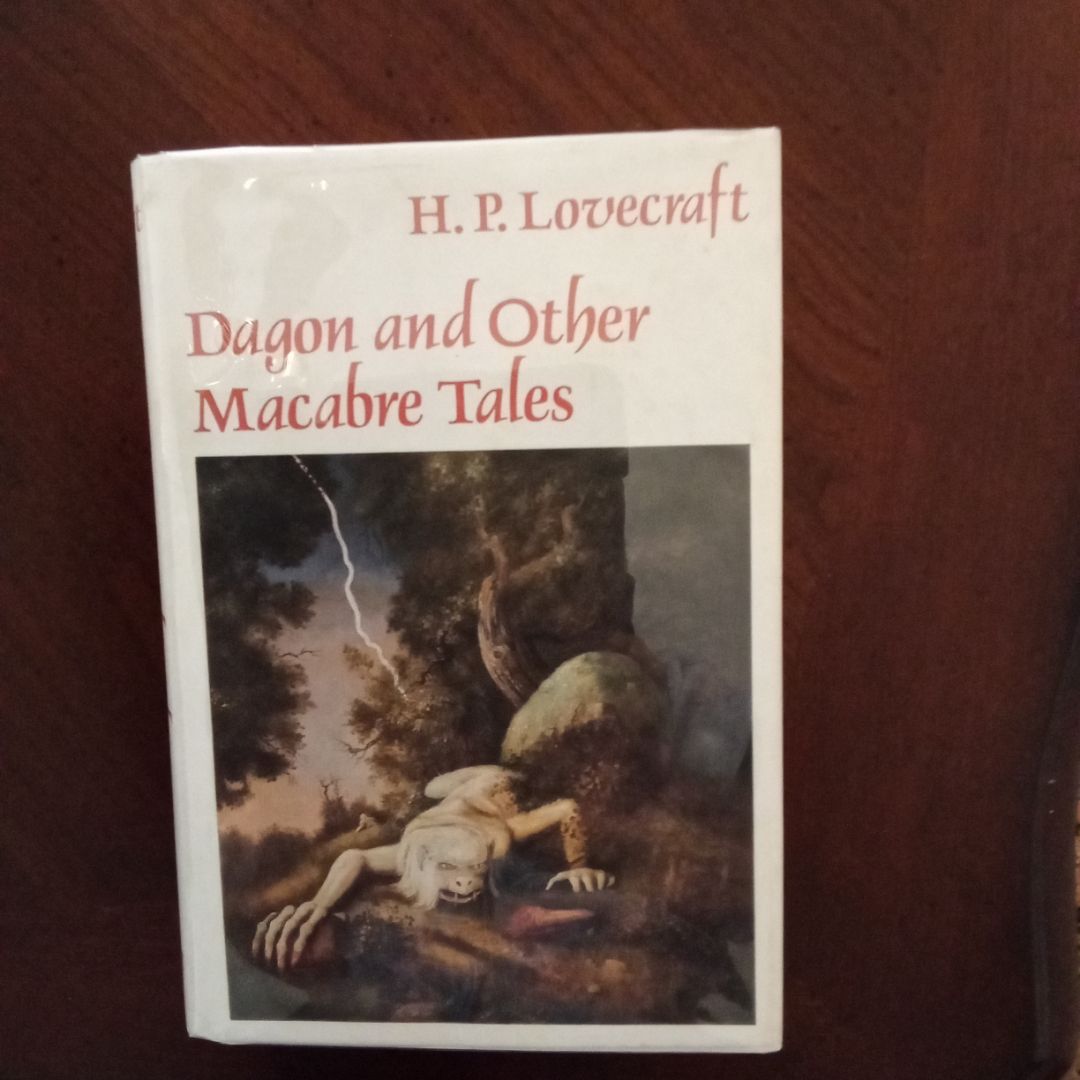 H. P. Lovecraft
Dagon and Other
Macabre Tales